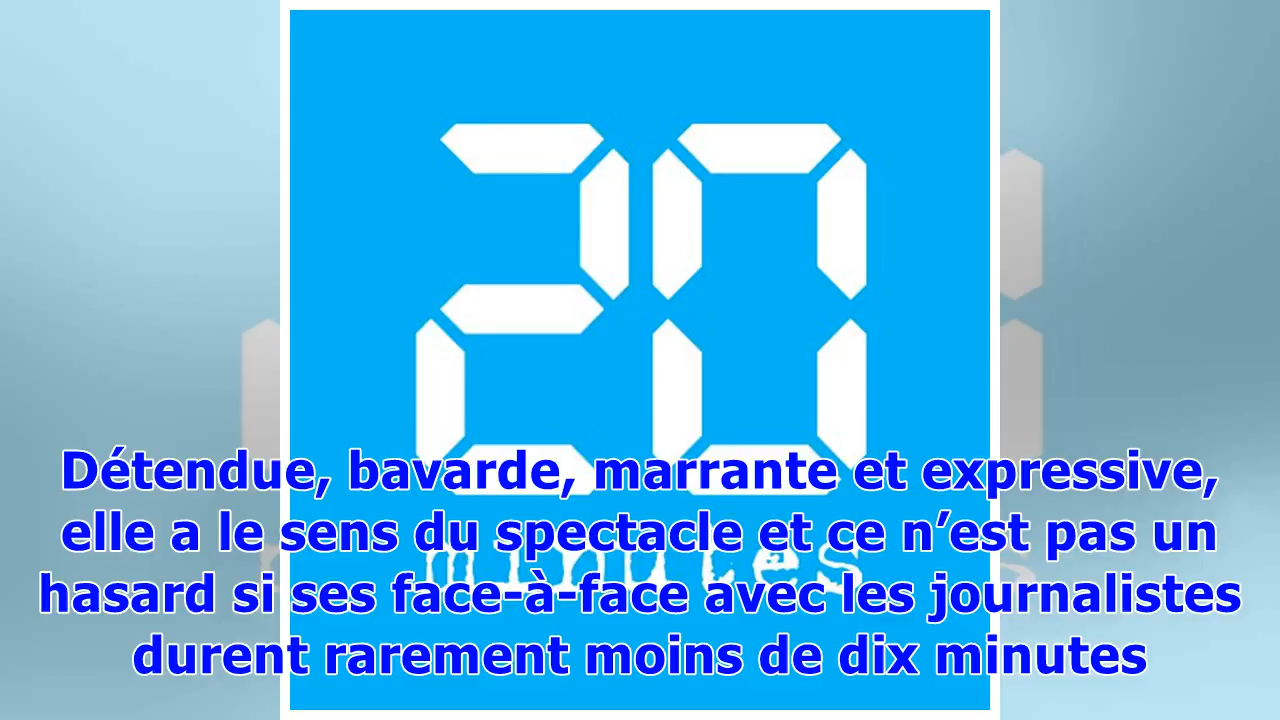 20
minutes
Détendue, bavarde, marrante et expressive,
elle a le sens du spectacle et ce n’est pas un
hasard si ses face-à-face avec les journalistes
durent rarement moins de dix minutes